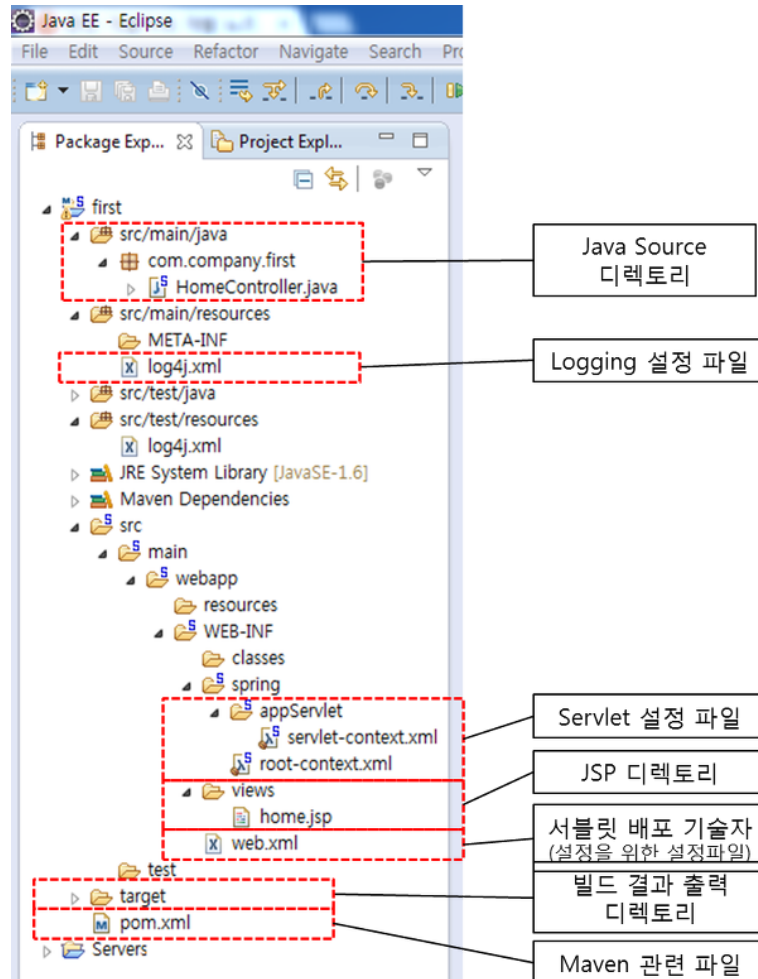 Java EE - Eclipse
File Edit Source Refactor Navigate Search Pro
Package Exp... Project Expl...
first
src/main/java
com.company.first
HomeController.java
src/main/resources
META-INF
log4j.xml
src/test/java
src/test/resources
log4j.xml
JRE System Library [JavaSE-1.6]
Maven Dependencies
src
main
webapp
resources
WEB-INF
classes
spring
appServlet
servlet-context.xml
root-context.xml
views
home.jsp
web.xml
test
target
pom.xml
Servers
Java Source
디렉토리
Logging 설정 파일
Servlet 설정 파일
JSP 디렉토리
서블릿 배포 기술자
(설정을 위한 설정파일)
빌드 결과 출력
디렉토리
Maven 관련 파일